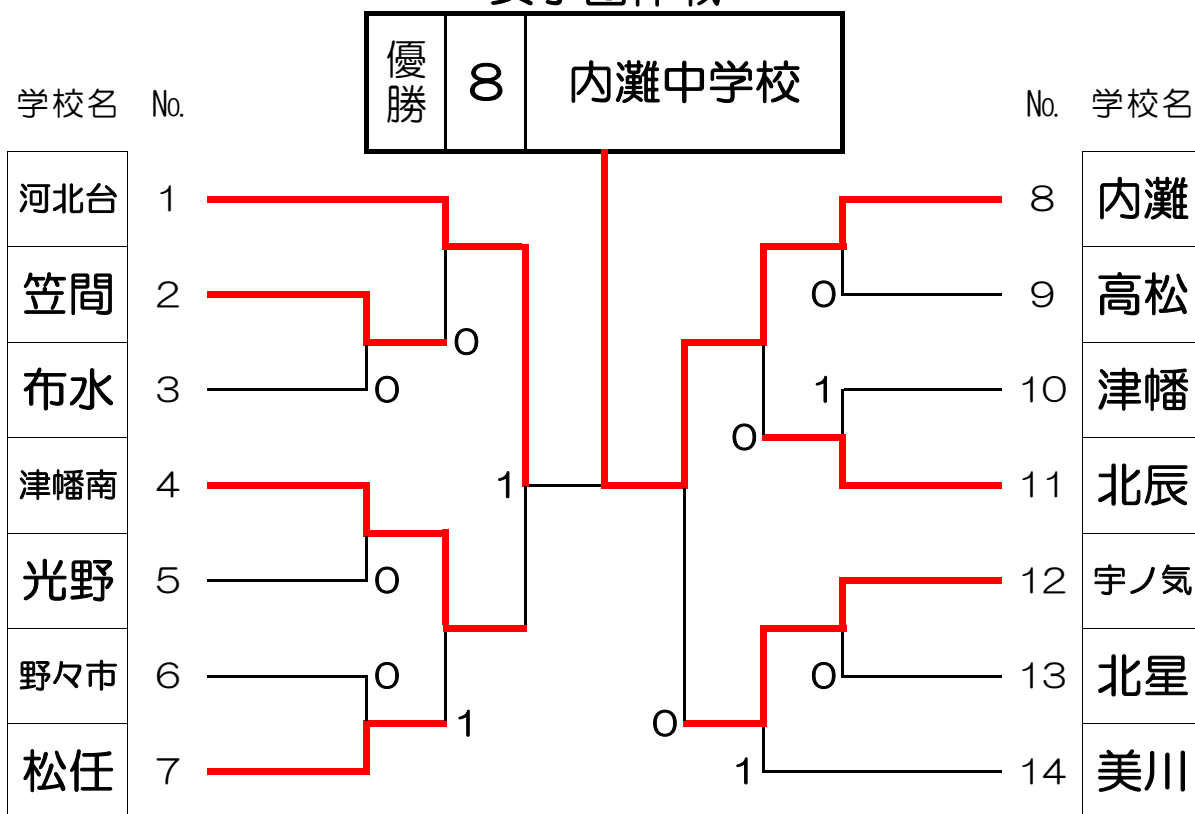 優勝 8 内灘中学校
学校名 No.
No. 学校名
河北台 1
8 内灘
笠間 2
0
9 高松
0
布水 3
0
1
10 津幡
0
津幡南 4
1
11 北辰
光野 5
0
12 宇ノ気
野々市 6
0
0
13 北星
1
0
松任 7
1
14 美川